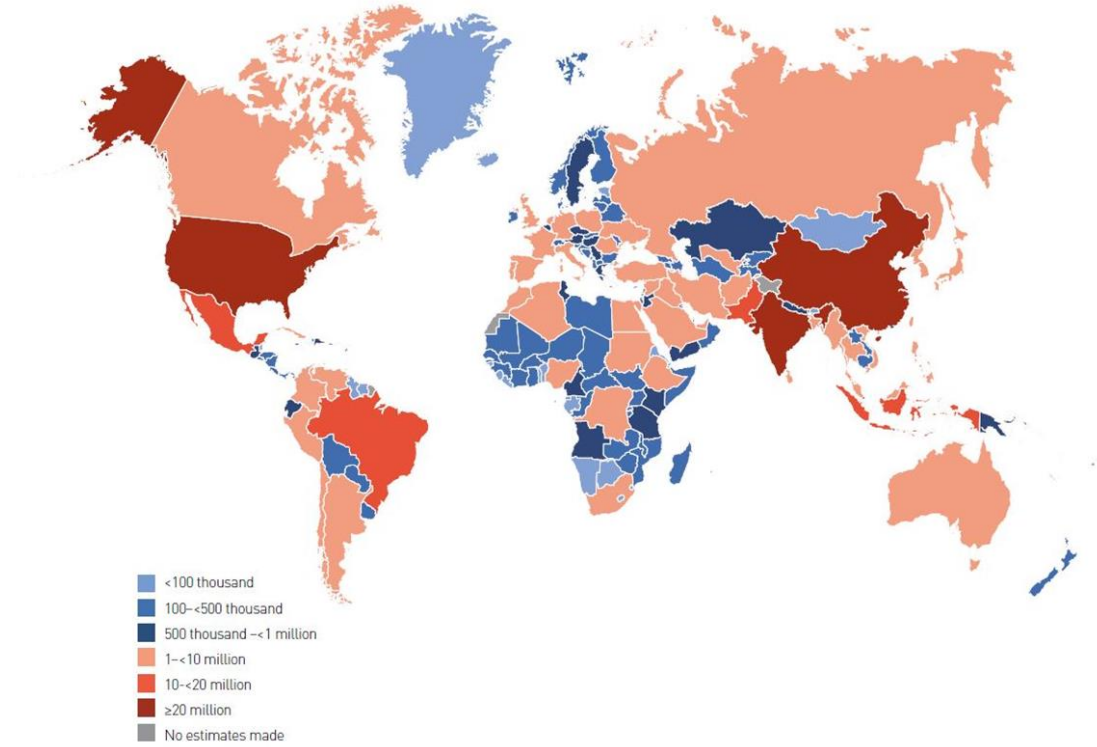 <100 thousand
100–<500 thousand
500 thousand –<1 million
1–<10 million
10-<20 million
≥20 million
No estimates made